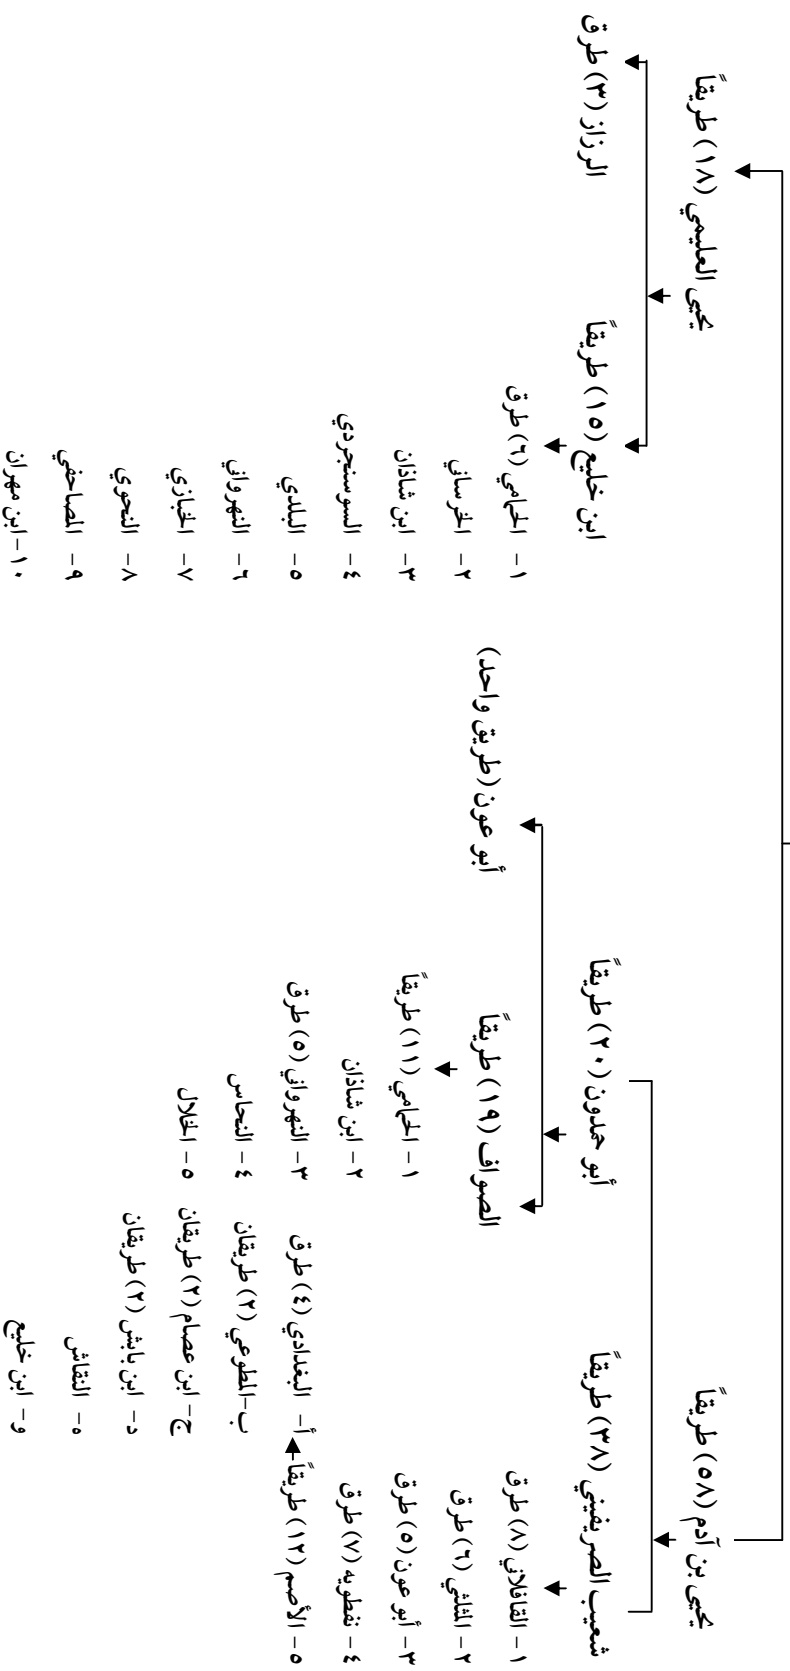 يحيى بن آدم (٥٨) طريقاً
شعيب الصريفيني (٣٨) طريقاً
١ – القافلاني (٨) طرق
٢ – المثلثي (٦) طرق
٣ – أبو عون (٥) طرق
٤ – نفطويه (٧) طرق
٥ – الأصم (١٢) طريقاً
أ – البغدادي (٤) طرق
ب – المطوعي (٢) طريقان
ج – ابن عصام (٢) طريقان
د – ابن بابش (٢) طريقان
ه – النقاش
و – ابن خليع
أبو حمدون (٢٠) طريقاً
الصواف (١٩) طريقاً
١ – الحمامي (١١) طريقاً
٢ – ابن شاذان
٣ – النهرواني (٥) طرق
٤ – النحاس
٥ – الخلال
أبو عون (طريق واحد)
يحيى العليمي (١٨) طريقاً
ابن خليع (١٥) طريقاً
١ – الحمامي (٦) طرق
٢ – الخرساني
٣ – ابن شاذان
٤ – السوسنجردي
٥ – البلدي
٦ – النهرواني
٧ – الخبازي
٨ – النحوي
٩ – المصاحفي
١٠ – ابن مهران
الرزاز (٣) طرق